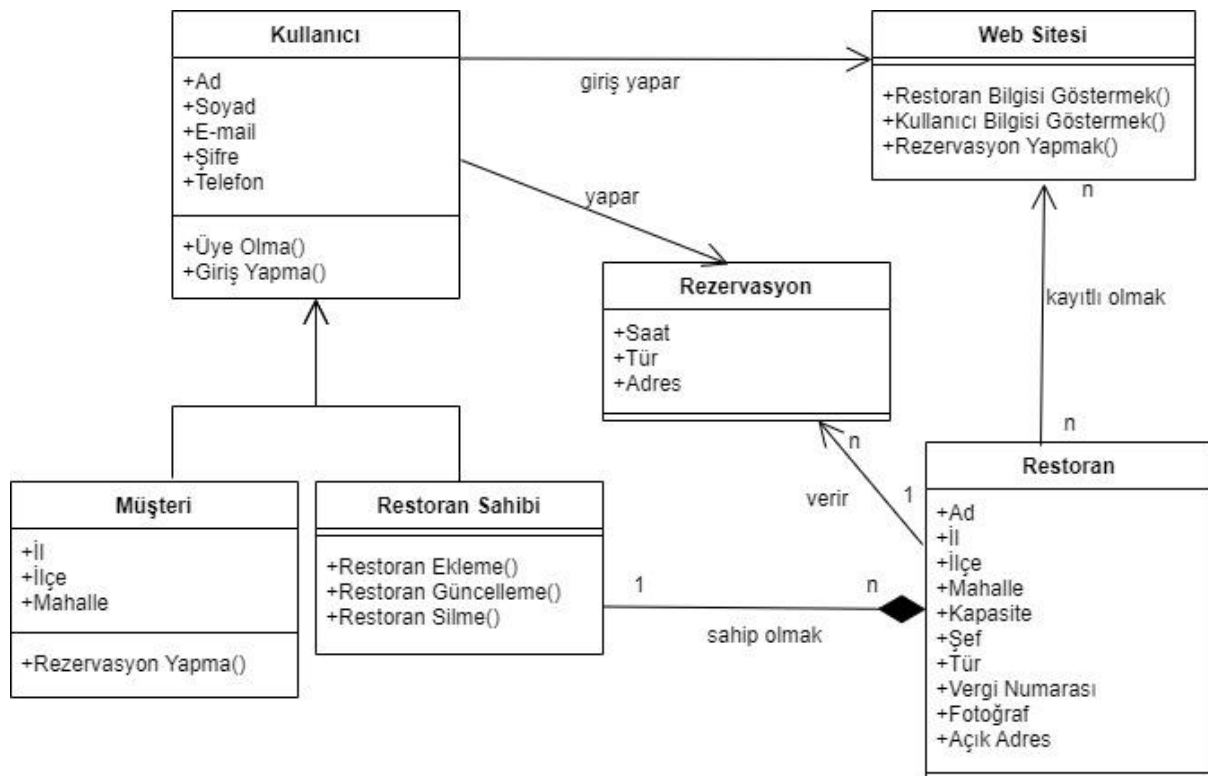 Kullanıcı
+Ad
+Soyad
+E-mail
+Şifre
+Telefon
+Üye Olma()
+Giriş Yapma()
giriş yapar
Web Sitesi
+Restoran Bilgisi Göstermek()
+Kullanıcı Bilgisi Göstermek()
+Rezervasyon Yapmak()
n
yapar
Rezervasyon
+Saat
+Tür
+Adres
kayıtlı olmak
n
n
verir
1
Müşteri
+İl
+İlçe
+Mahalle
+Rezervasyon Yapma()
Restoran Sahibi
+Restoran Ekleme()
+Restoran Güncelleme()
+Restoran Silme()
1
n
sahip olmak
Restoran
+Ad
+İl
+İlçe
+Mahalle
+Kapasite
+Şef
+Tür
+Vergi Numarası
+Fotoğraf
+Açık Adres